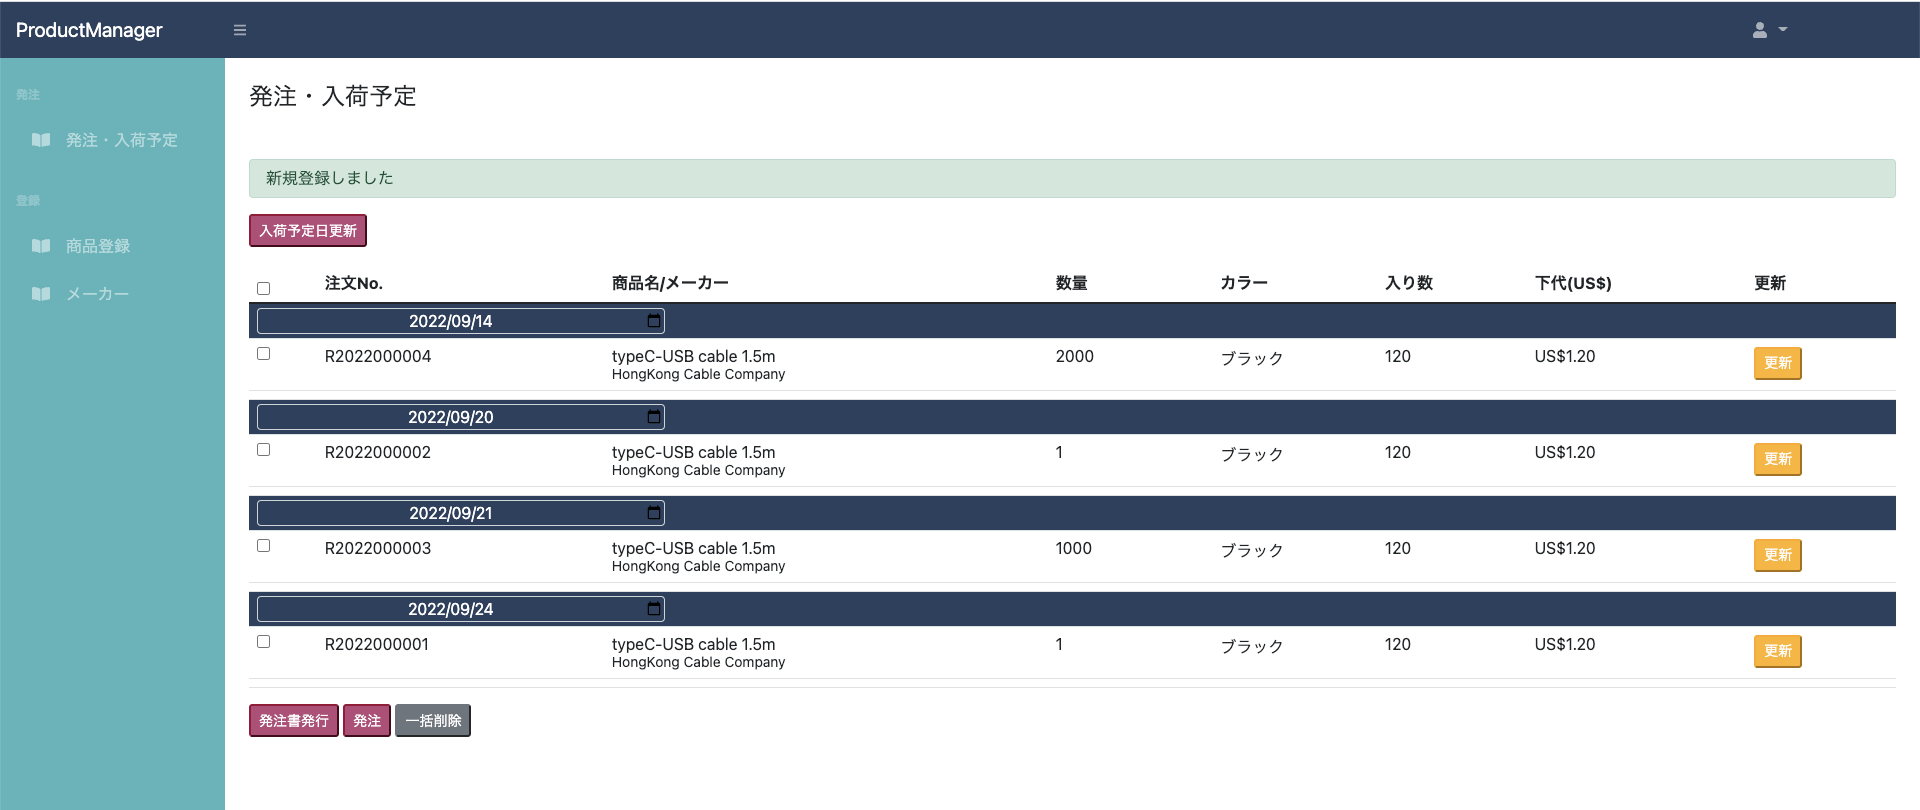 ProductManager
発注
発注・入荷予定
登録
商品登録
メーカー
発注・入荷予定
新規登録しました
入荷予定日更新
注文No. 商品名/メーカー 数量 カラー 入り数 下代(US$) 更新
2022/09/14
R2022000004 typeC-USB cable 1.5m 2000 ブラック 120 US$1.20 更新
HongKong Cable Company
2022/09/20
R2022000002 typeC-USB cable 1.5m 1 ブラック 120 US$1.20 更新
HongKong Cable Company
2022/09/21
R2022000003 typeC-USB cable 1.5m 1000 ブラック 120 US$1.20 更新
HongKong Cable Company
2022/09/24
R2022000001 typeC-USB cable 1.5m 1 ブラック 120 US$1.20 更新
HongKong Cable Company
発注書発行 発注 一括削除